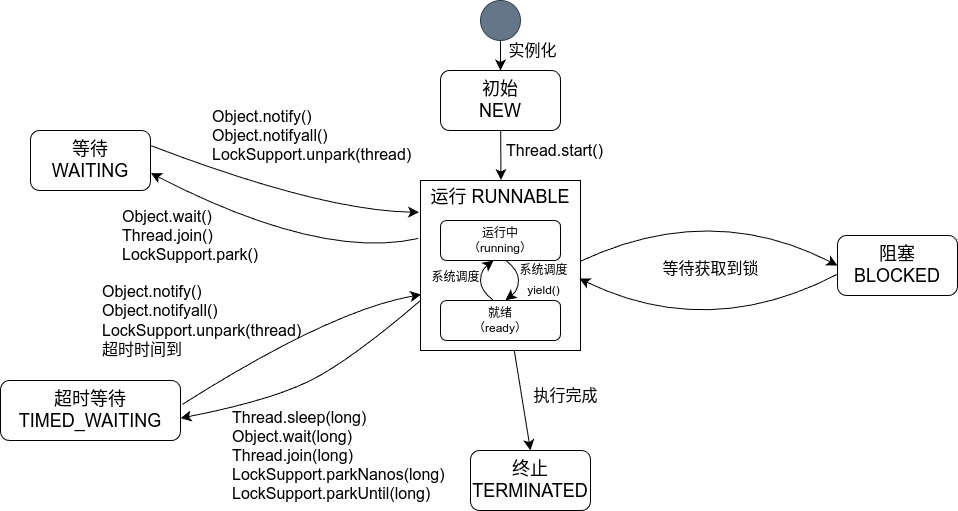 实例化
初始
NEW
Thread.start()
Object.notify()
Object.notifyall()
LockSupport.unpark(thread)
等待
WAITING
Object.wait()
Thread.join()
LockSupport.park()
运行 RUNNABLE
运行中
（running）
系统调度
系统调度
yield()
就绪
（ready）
等待获取到锁
阻塞
BLOCKED
Object.notify()
Object.notifyall()
LockSupport.unpark(thread)
超时时间到
超时等待
TIMED_WAITING
Thread.sleep(long)
Object.wait(long)
Thread.join(long)
LockSupport.parkNanos(long)
LockSupport.parkUntil(long)
执行完成
终止
TERMINATED